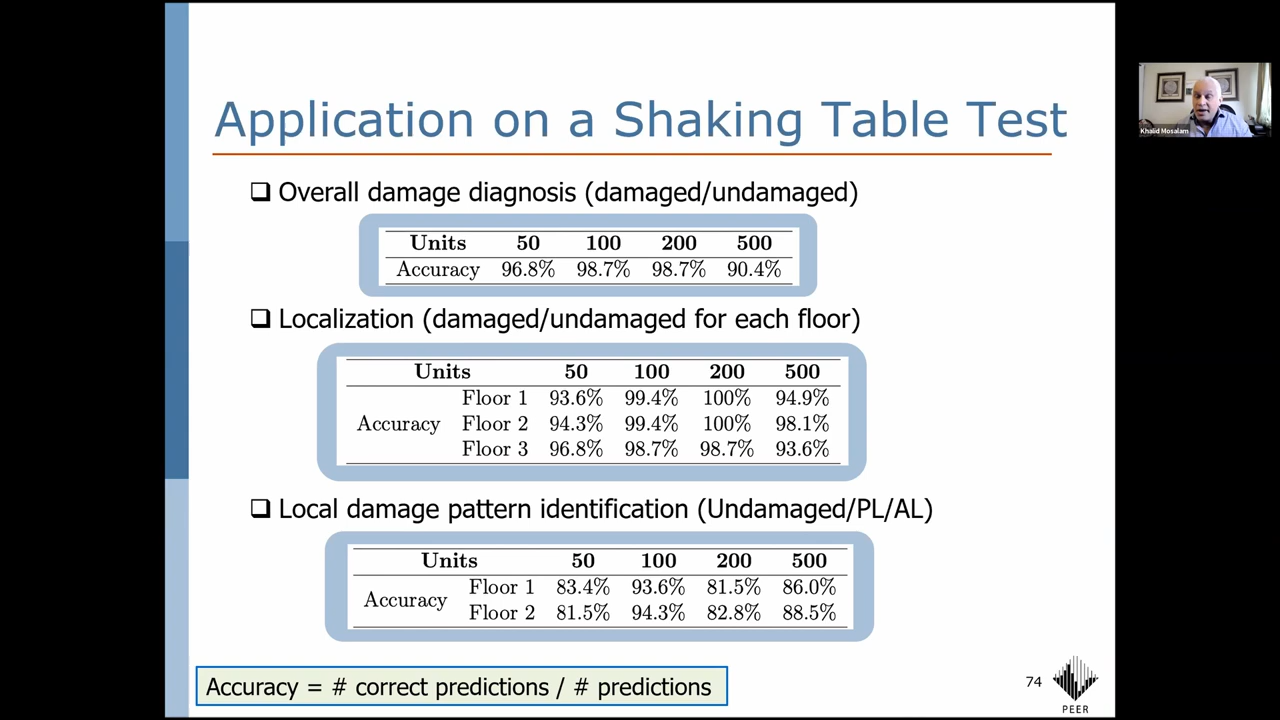 Application on a Shaking Table Test
Khalid Mosalam
❑ Overall damage diagnosis (damaged/undamaged)
Units 50 100 200 500
Accuracy 96.8% 98.7% 98.7% 90.4%
❑ Localization (damaged/undamaged for each floor)
Units 50 100 200 500
Floor 1 93.6% 99.4% 100% 94.9%
Accuracy Floor 2 94.3% 99.4% 100% 98.1%
Floor 3 96.8% 98.7% 98.7% 93.6%
❑ Local damage pattern identification (Undamaged/PL/AL)
Units 50 100 200 500
Accuracy Floor 1 83.4% 93.6% 81.5% 86.0%
Floor 2 81.5% 94.3% 82.8% 88.5%
Accuracy = # correct predictions / # predictions
74
PEER